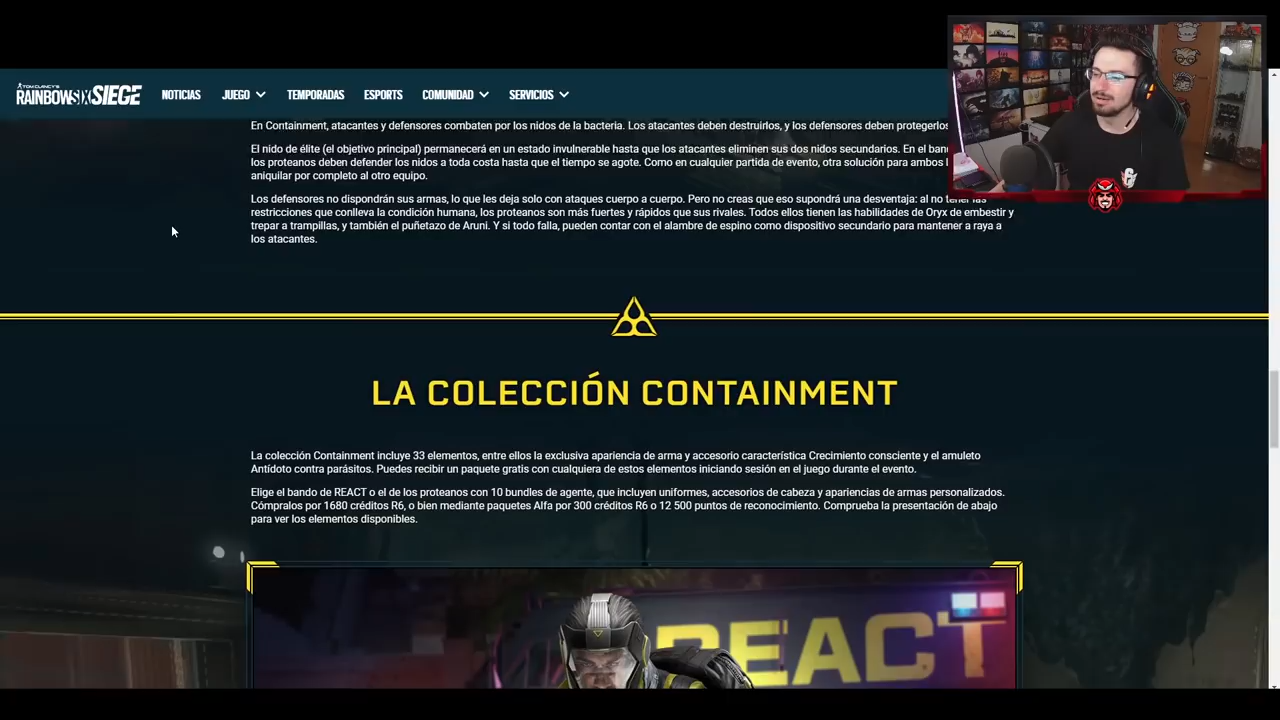 TOM CLANCY'S
RAINBOWSIX SIEGE
NOTICIAS
JUEGO
TEMPORADAS
ESPORTS
COMUNIDAD
SERVICIOS
En Containment, atacantes y defensores combaten por los nidos de la bacteria. Los atacantes deben destruirlos, y los defensores deben protegerlos
El nido de élite (el objetivo principal) permanecerá en un estado invulnerable hasta que los atacantes eliminen sus dos nidos secundarios. En el
los proteanos deben defender los nidos a toda costa hasta que el tiempo se agote. Como en cualquier partida de evento, otra solución para ambos
aniquilar por completo al otro equipo.
Los defensores no dispondrán sus armas, lo que les deja solo con ataques cuerpo a cuerpo. Pero no creas que eso supondrá una desventaja: al no tener las
restricciones que conlleva la condición humana, los proteanos son más fuertes y rápidos que sus rivales. Todos ellos tienen las habilidades de Oryx de embestir y
trepar a trampillas, y también el puñetazo de Aruni. Y si todo falla, pueden contar con el alambre de espino como dispositivo secundario para mantener a raya a
los atacantes.
LA COLECCIÓN CONTAINMENT
La colección Containment incluye 33 elementos, entre ellos la exclusiva apariencia de arma y accesorio característica Crecimiento consciente y el amuleto
Antídoto contra parásitos. Puedes recibir un paquete gratis con cualquiera de estos elementos iniciando sesión en el juego durante el evento.
Elige el bando de REACT o el de los proteanos con 10 bundles de agente, que incluyen uniformes, accesorios de cabeza y apariencias de armas personalizados.
Cómpralos por 1680 créditos R6, o bien mediante paquetes Alfa por 300 créditos R6 o 12 500 puntos de reconocimiento. Comprueba la presentación de abajo
para ver los elementos disponibles.
REACT